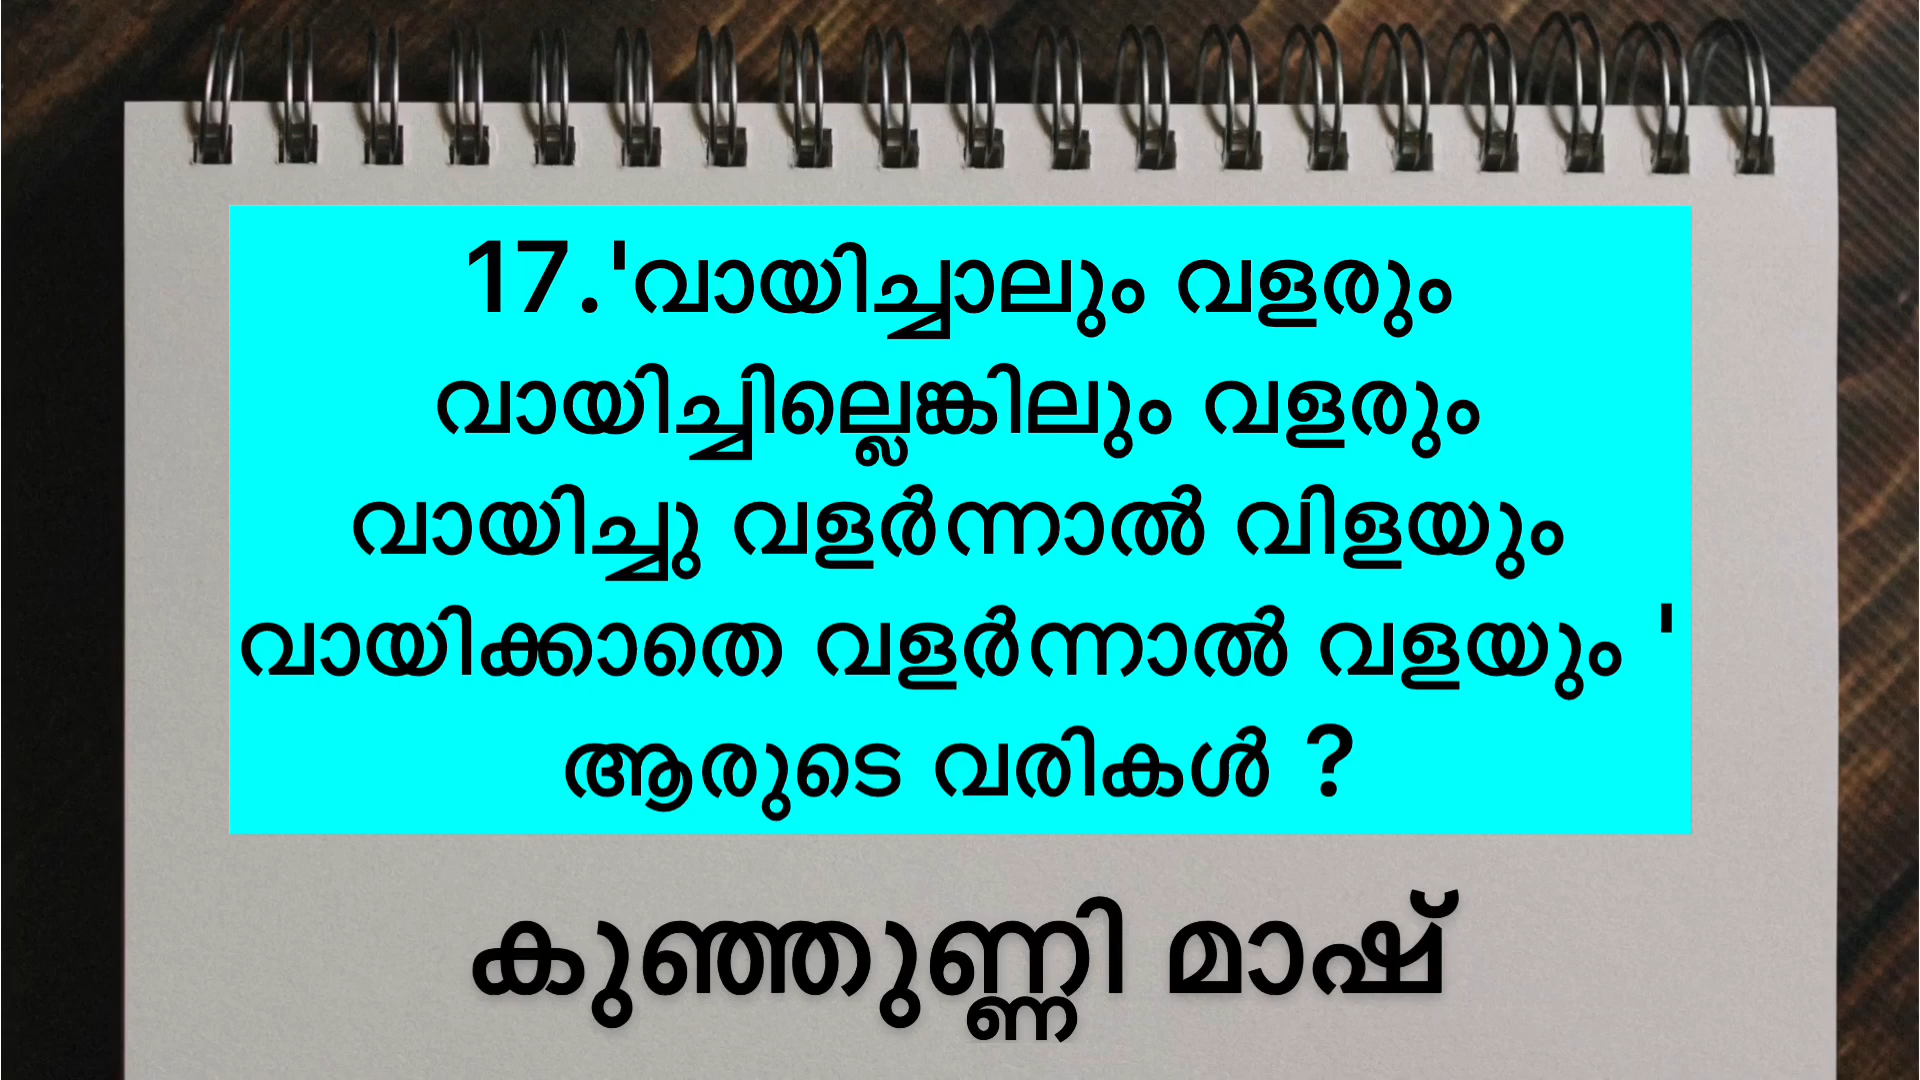 17.'വായിച്ചാലും വളരും
വായിച്ചില്ലെങ്കിലും വളരും
വായിച്ചു വളർന്നാൽ വിളയും
വായിക്കാതെ വളർന്നാൽ വളയും '
ആരുടെ വരികൾ ?
കുഞ്ഞുണ്ണി മാഷ്